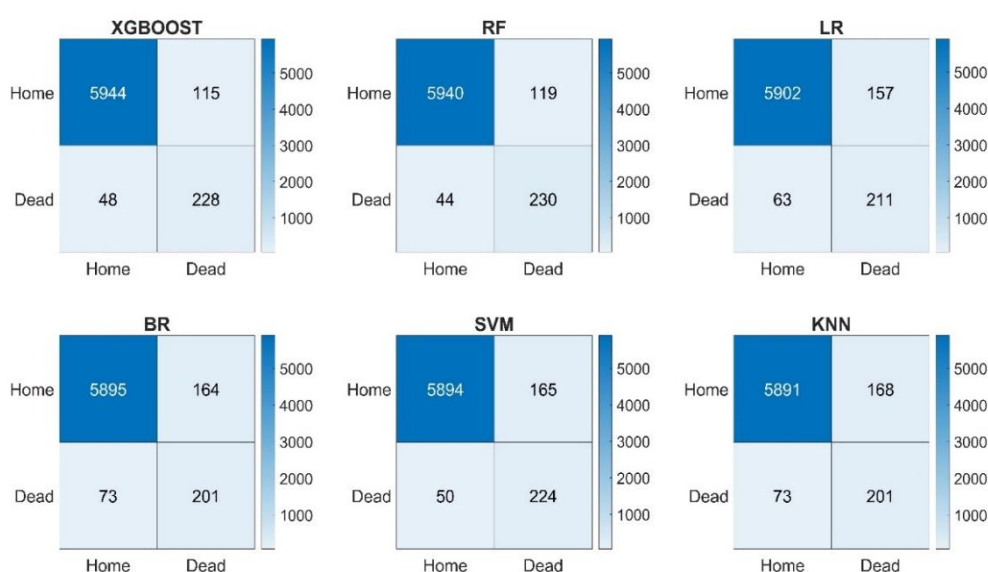 XGBOOST RF LR
Home 5944 115 5000 Home 5940 119 5000 Home 5902 157 5000
4000 4000 4000
3000 3000 3000
Dead 48 228 2000 Dead 44 230 2000 Dead 63 211 2000
1000 1000 1000
Home Dead Home Dead Home Dead
BR SVM KNN
Home 5895 164 5000 Home 5894 165 5000 Home 5891 168 5000
4000 4000 4000
3000 3000 3000
Dead 73 201 2000 Dead 50 224 2000 Dead 73 201 2000
1000 1000 1000
Home Dead Home Dead Home Dead